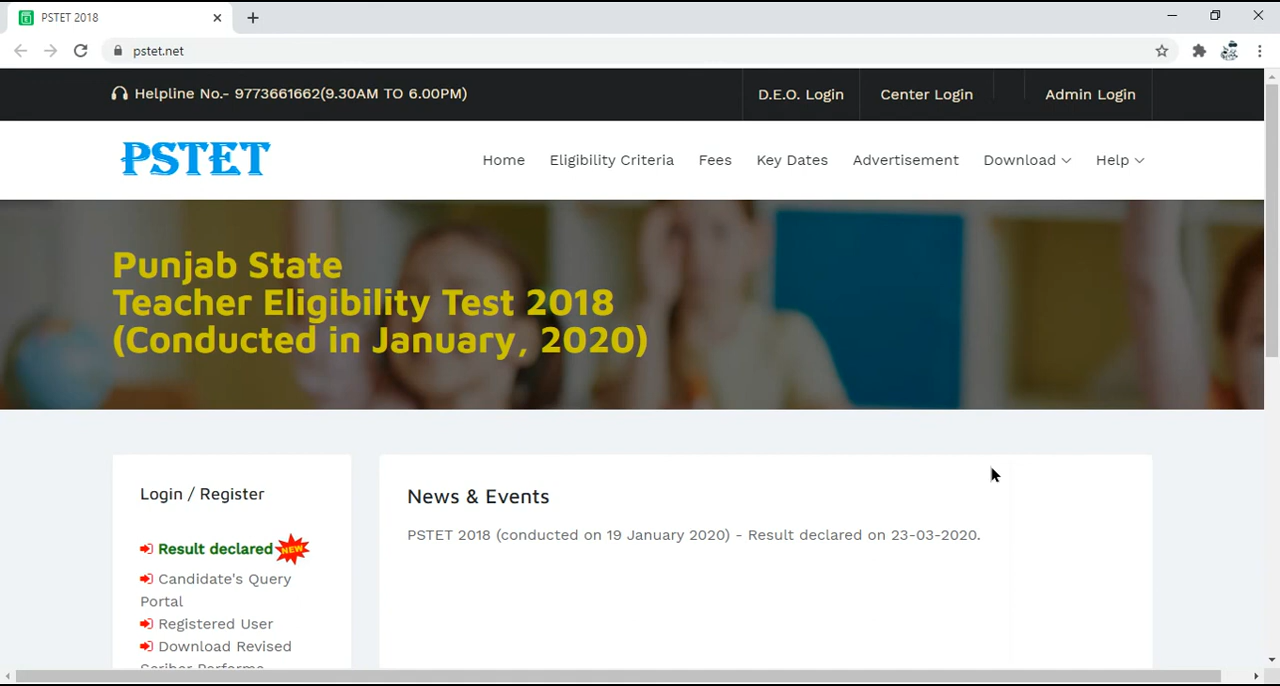 PSTET 2018
pstet.net
Helpline No.- 9773661662(9.30AM TO 6.00PM)
D.E.O. Login
Center Login
Admin Login
PSTET
Home
Eligibility Criteria
Fees
Key Dates
Advertisement
Download
Help
Punjab State
Teacher Eligibility Test 2018
(Conducted in January, 2020)
Login / Register
Result declared NEW
Candidate's Query
Portal
Registered User
Download Revised
Scriber Performa
News & Events
PSTET 2018 (conducted on 19 January 2020) - Result declared on 23-03-2020.